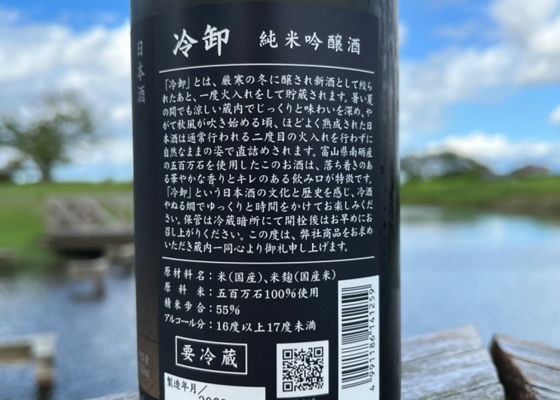 冷卸 純米吟醸酒
日本酒
「冷卸」とは、厳寒の冬に醸され新酒として絞ら
れたあと、一度火入れをして貯蔵されます。暑い夏
の間でも涼しい蔵内でじっくりと味わいを深め、や
がて秋風が吹き始める頃、ほどよく熟成された日
本酒は通常行われる二度目の火入れを行わずに
自然なままの姿で直詰めされます。富山県南砺産
の五百万石を使用したこのお酒は、落ち着きのあ
る華やかな香りとキレのある飲み口が特徴です。
「冷卸」という日本酒の文化と歴史を感じ、冷酒
やぬる燗でゆっくりと時間をかけてお楽しみくだ
さい。保管は冷蔵暗所にて開栓後はお早めにお
召し上がりください。この度は、弊社商品をお求め
いただき蔵内一同心より御礼申し上げます。
原材料名：米（国産）、米麹（国産米）
原料米：五百万石100％使用
精米歩合：55％
アルコール分：16度以上17度未満
要冷蔵
製造年月/
4991186141259